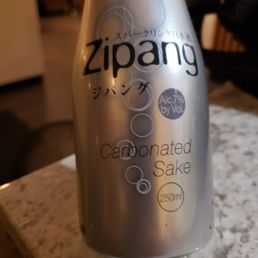 スパークリング日本酒
Zipang
ジパング
Alc.7%
by Vol
Carbonated
Sake
250ml